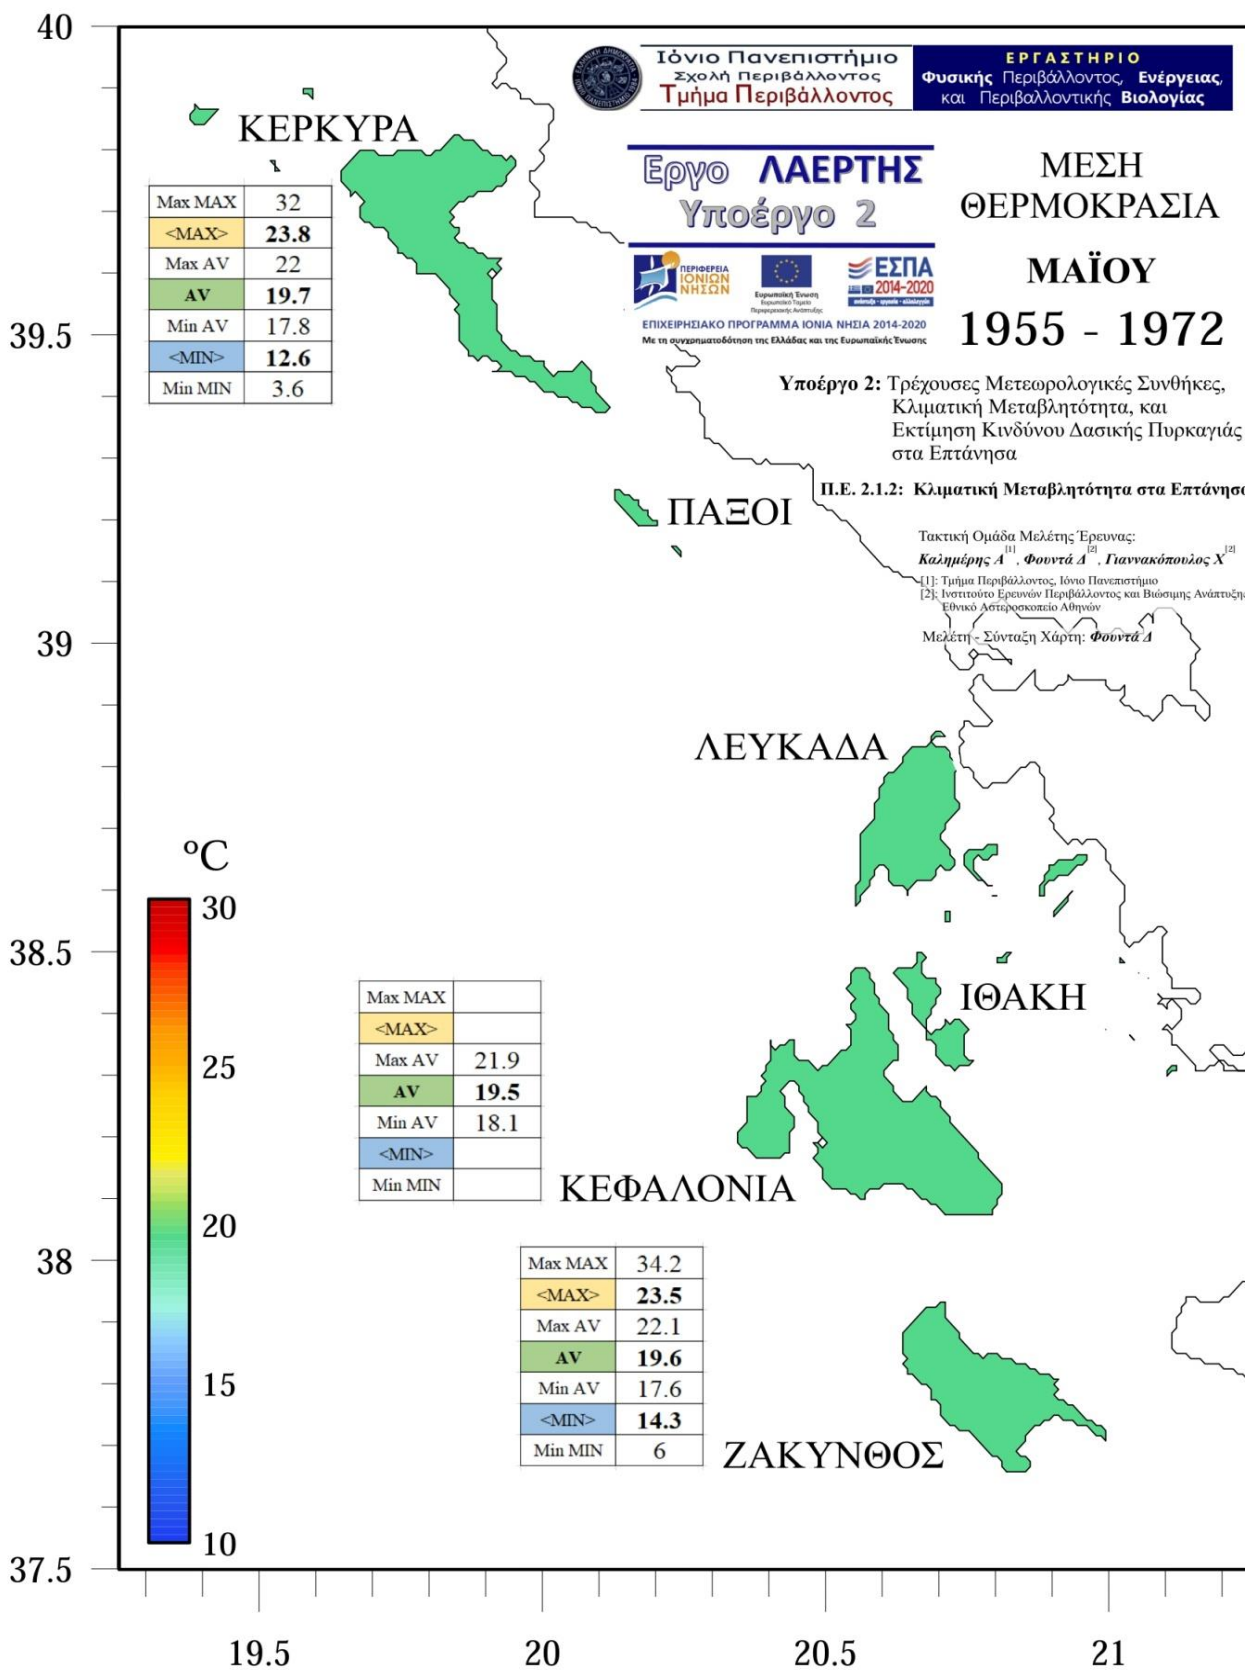 40
Ιόνιο Πανεπιστήμιο
Σχολή Περιβάλλοντος
Τμήμα Περιβάλλοντος
ΕΡΓΑΣΤΗΡΙΟ
Φυσικής Περιβάλλοντος, Ενέργειας,
και Περιβαλλοντικής Βιολογίας
ΚΕΡΚΥΡΑ
Max MAX 32
<MAX> 23.8
Max AV 22
AV 19.7
Min AV 17.8
<MIN> 12.6
Min MIN 3.6
Εργο ΛΑΕΡΤΗΣ
Υποέργο 2
ΠΕΡΙΦΕΡΕΙΑ
ΙΟΝΙΩΝ
ΝΗΣΩΝ
Ευρωπαϊκή Ένωση
Ευρωπαϊκό Ταμείο
Περιφερειακής Ανάπτυξης
ΕΣΠΑ
2014-2020
ανάπτυξη - εργασία - αλληλεγγύη
ΕΠΙΧΕΙΡΗΣΙΑΚΟ ΠΡΟΓΡΑΜΜΑ ΙΟΝΙΑ ΝΗΣΙΑ 2014-2020
Με τη συγχρηματοδότηση της Ελλάδας και της Ευρωπαϊκής Ένωσης
ΜΕΣΗ
ΘΕΡΜΟΚΡΑΣΙΑ
ΜΑΪΟΥ
1955 - 1972
39.5
Υποέργο 2: Τρέχουσες Μετεωρολογικές Συνθήκες,
Κλιματική Μεταβλητότητα, και
Εκτίμηση Κινδύνου Δασικής Πυρκαγιάς
στα Επτάνησα
Π.Ε. 2.1.2: Κλιματική Μεταβλητότητα στα Επτάνησα
ΠΑΞΟΙ
Τακτική Ομάδα Μελέτης Έρευνας:
Καλημέρης Α [1], Φουντά Δ [2], Γιαννακόπουλος Χ [2]
[1]: Τμήμα Περιβάλλοντος, Ιόνιο Πανεπιστήμιο
[2]: Ινστιτούτο Ερευνών Περιβάλλοντος και Βιώσιμης Ανάπτυξης
Εθνικό Αστεροσκοπείο Αθηνών
Μελέτη - Σύνταξη Χάρτη: Φουντά Δ
39
ΛΕΥΚΑΔΑ
°C
30
25
20
15
10
38.5
ΙΘΑΚΗ
Max MAX
<MAX>
Max AV 21.9
AV 19.5
Min AV 18.1
<MIN>
Min MIN
ΚΕΦΑΛΟΝΙΑ
38
Max MAX 34.2
<MAX> 23.5
Max AV 22.1
AV 19.6
Min AV 17.6
<MIN> 14.3
Min MIN 6
ΖΑΚΥΝΘΟΣ
37.5
19.5 20 20.5 21